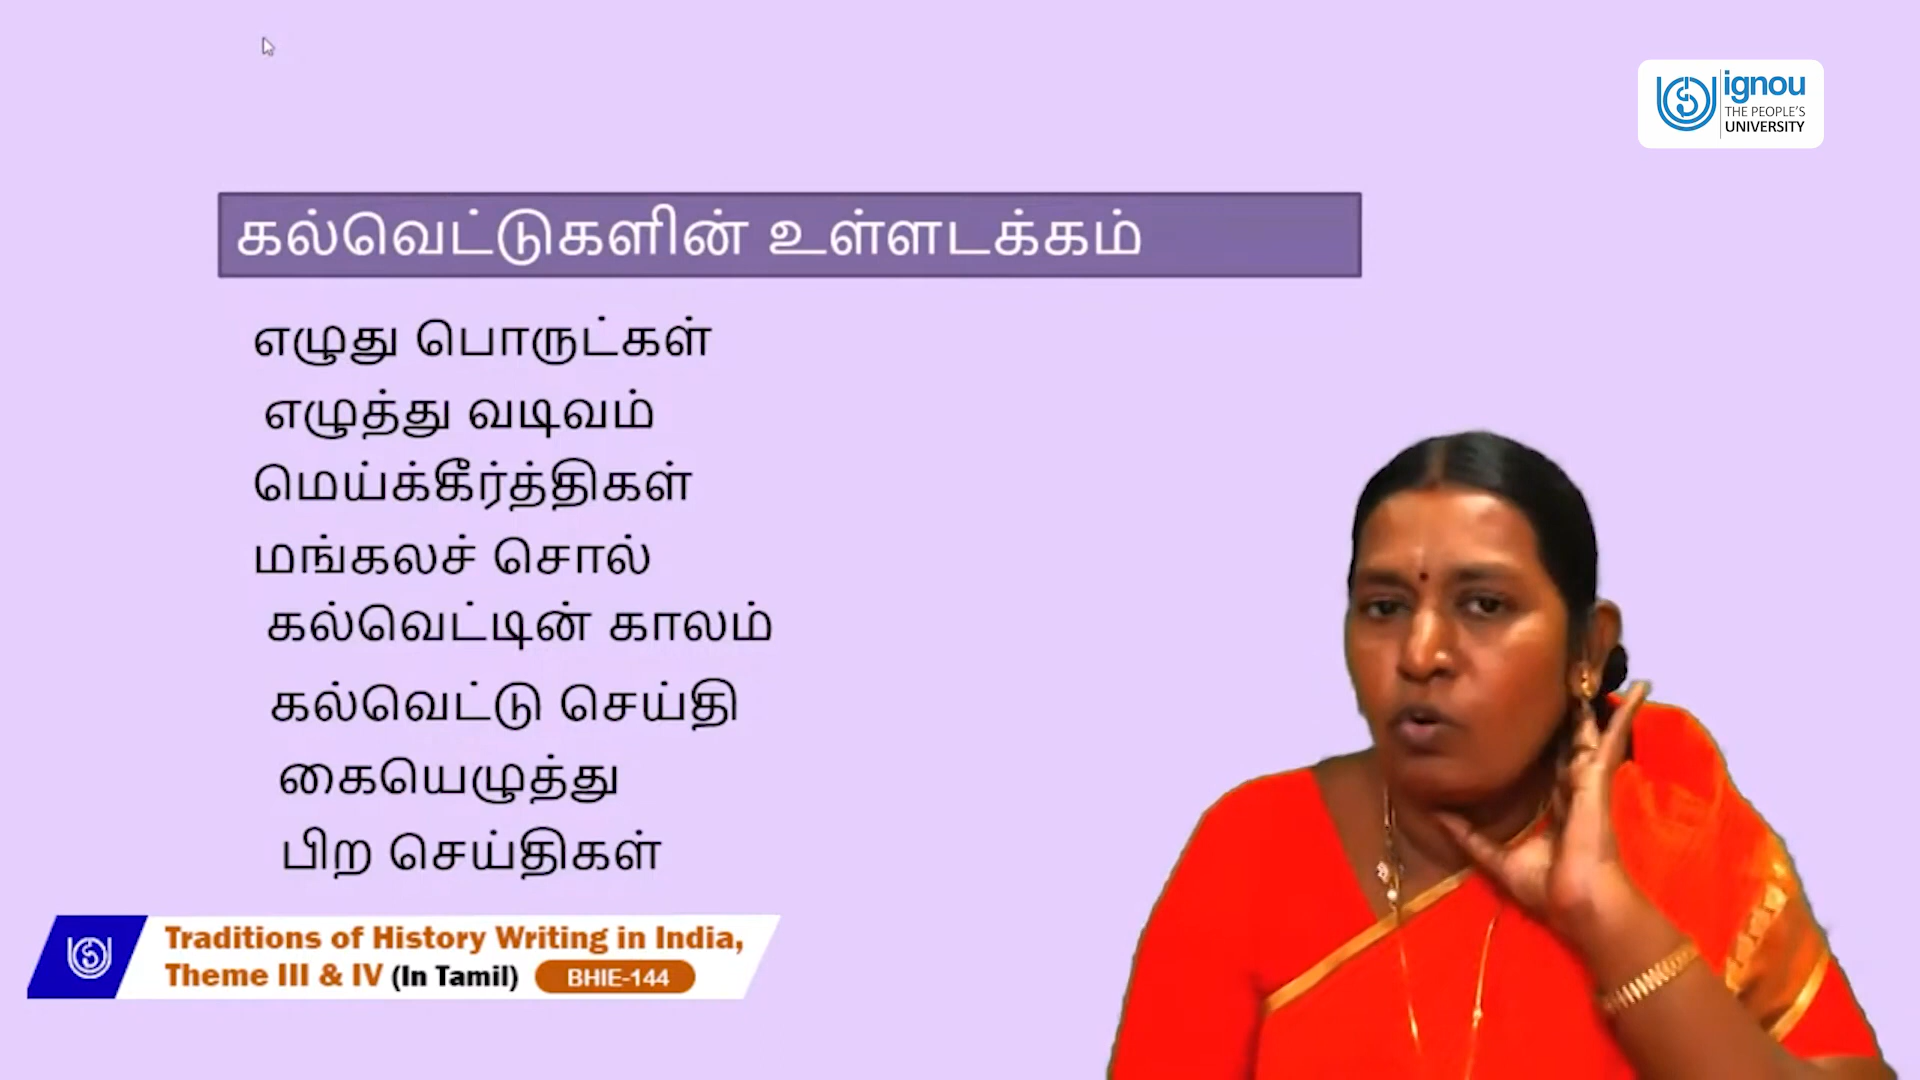 ignou
THE PEOPLE'S
UNIVERSITY
கல்வெட்டுகளின் உள்ளடக்கம்
எழுது பொருட்கள்
எழுத்து வடிவம்
மெய்க்கீர்த்திகள்
மங்கலச் சொல்
கல்வெட்டின் காலம்
கல்வெட்டு செய்தி
கையெழுத்து
பிற செய்திகள்
Traditions of History Writing in India,
Theme III & IV (In Tamil) BHIE-144